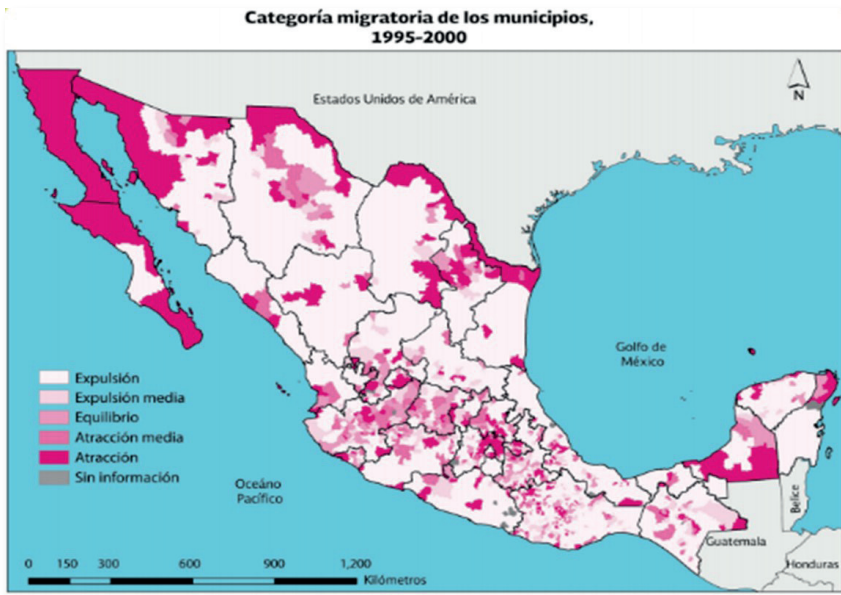 Categoría migratoria de los municipios,
1995-2000
Estados Unidos de América
N
Golfo de
México
Expulsión
Expulsión media
Equilibrio
Atracción media
Atracción
Sin información
Océano
Pacífico
Belice
Guatemala
Honduras
0 150 300 600 900 1,200
Kilómetros